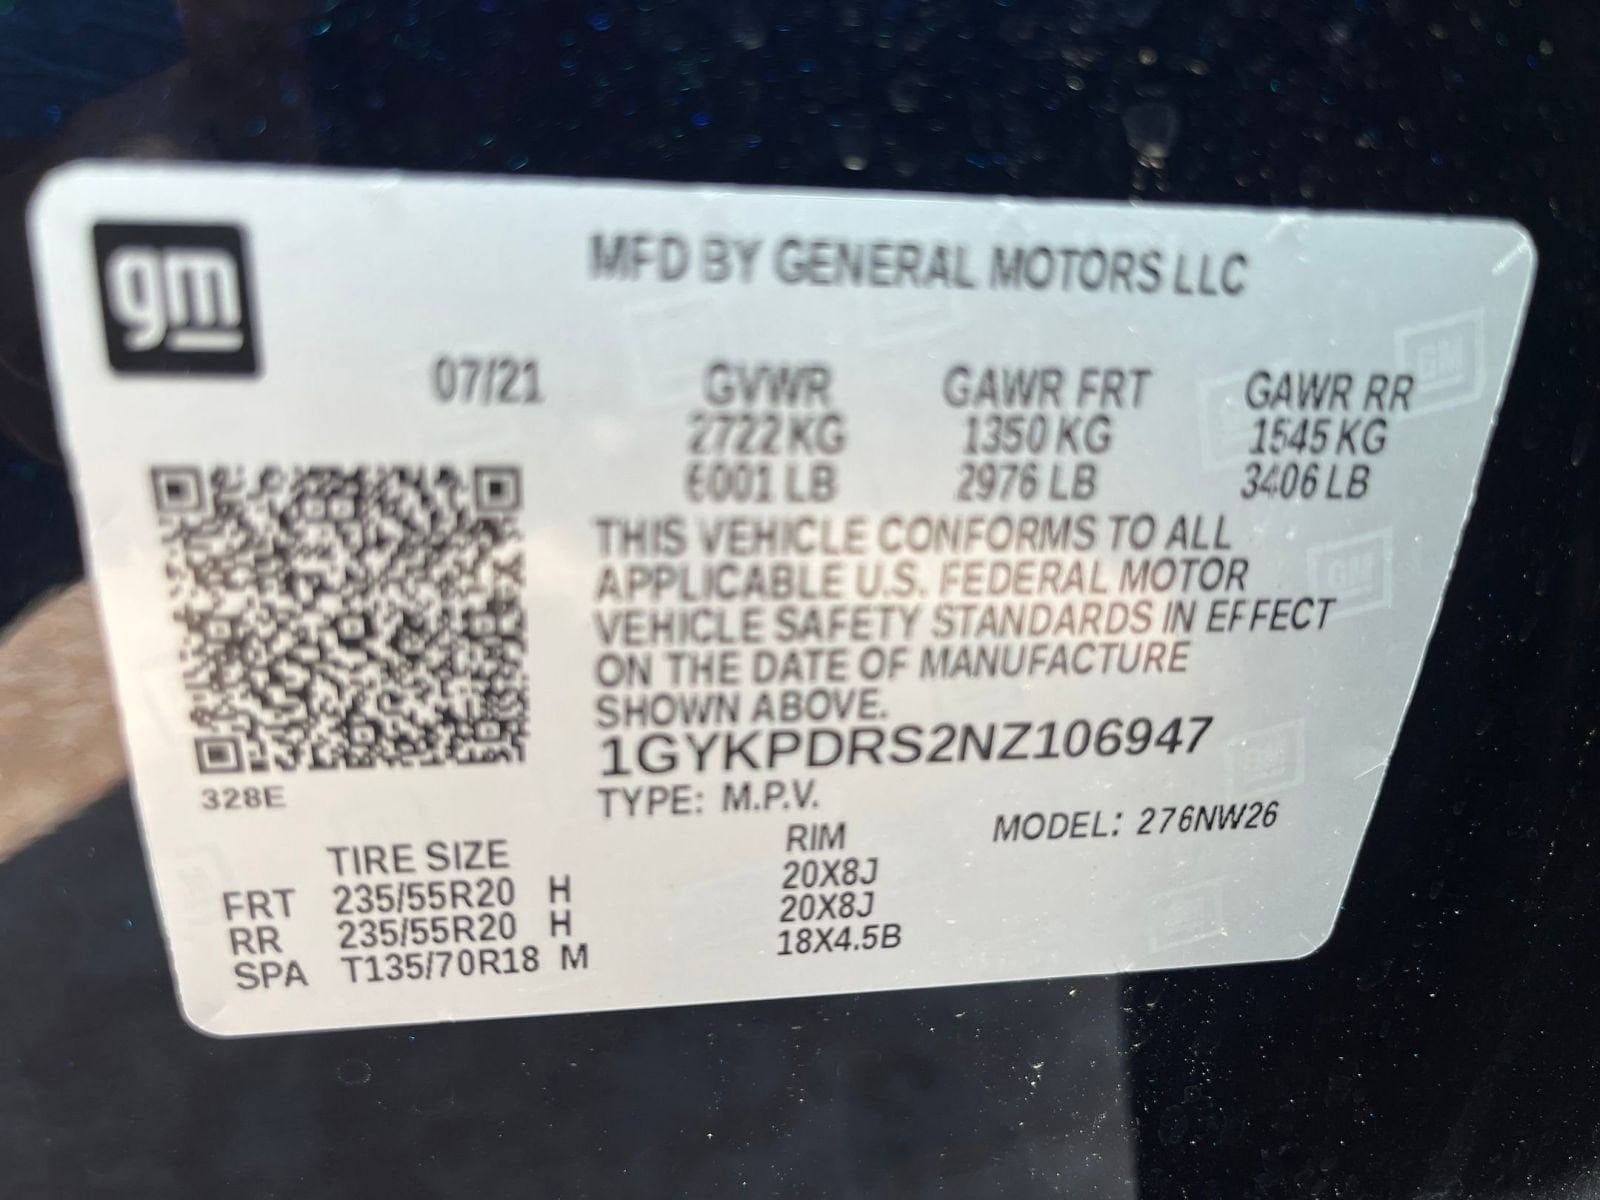 gm
MFD BY GENERAL MOTORS LLC
07/21 GVWR GAWR FRT GAWR RR
2722 KG 1350 KG 1545 KG
6001 LB 2976 LB 3406 LB
THIS VEHICLE CONFORMS TO ALL
APPLICABLE U.S. FEDERAL MOTOR
VEHICLE SAFETY STANDARDS IN EFFECT
ON THE DATE OF MANUFACTURE
SHOWN ABOVE.
1GYKPDRS2NZ106947
328E
TYPE: M.P.V. MODEL: 276NW26
TIRE SIZE RIM
FRT 235/55R20 H 20X8J
RR 235/55R20 H 20X8J
SPA T135/70R18 M 18X4.5B
GM
GM
GM